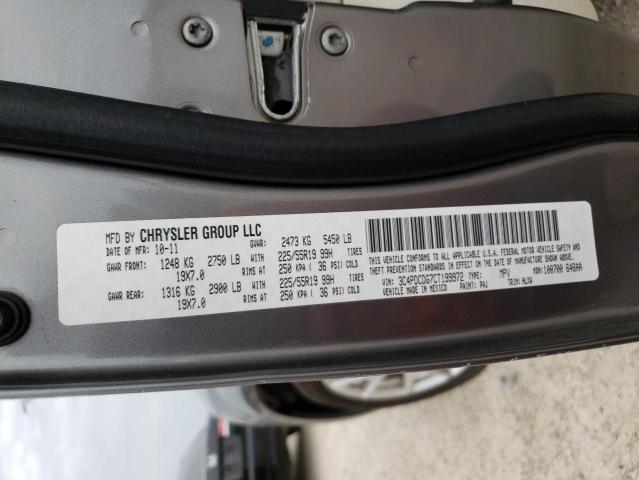 MFD BY CHRYSLER GROUP LLC
DATE OF MFR: 10-11 GVWR: 2473 KG 5450 LB
GAWR FRONT: 1248 KG 2750 LB WITH 225/55R19 99H TIRES
19X7.0 RIMS AT 250 KPA ( 36 PSI) COLD
GAWR REAR: 1316 KG 2900 LB WITH 225/55R19 99H TIRES
19X7.0 RIMS AT 250 KPA ( 36 PSI) COLD
THIS VEHICLE CONFORMS TO ALL APPLICABLE U.S.A. FEDERAL MOTOR VEHICLE SAFETY AND
THEFT PREVENTION STANDARDS IN EFFECT ON THE DATE OF MANUFACTURE SHOWN ABOVE.
VIN: 3C4PDCDG7CT199972 TYPE: MPV MDH:
VEHICLE MADE IN MEXICO PAINT: PAJ TRIM: